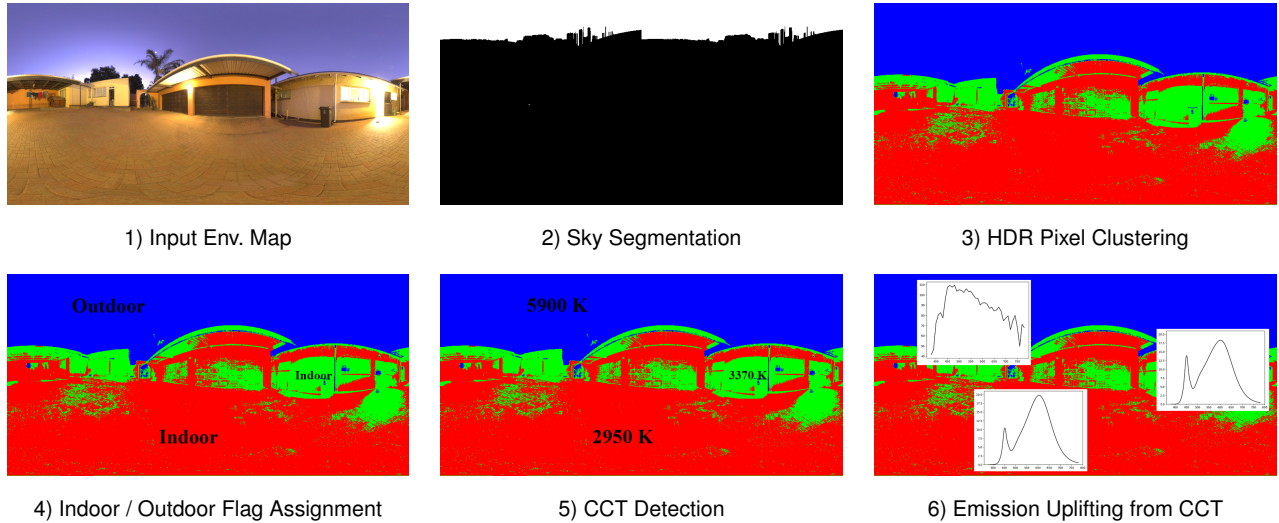 1) Input Env. Map
2) Sky Segmentation
3) HDR Pixel Clustering
Outdoor
Indoor
Indoor
4) Indoor / Outdoor Flag Assignment
5900 K
3370 K
2950 K
5) CCT Detection
6) Emission Uplifting from CCT